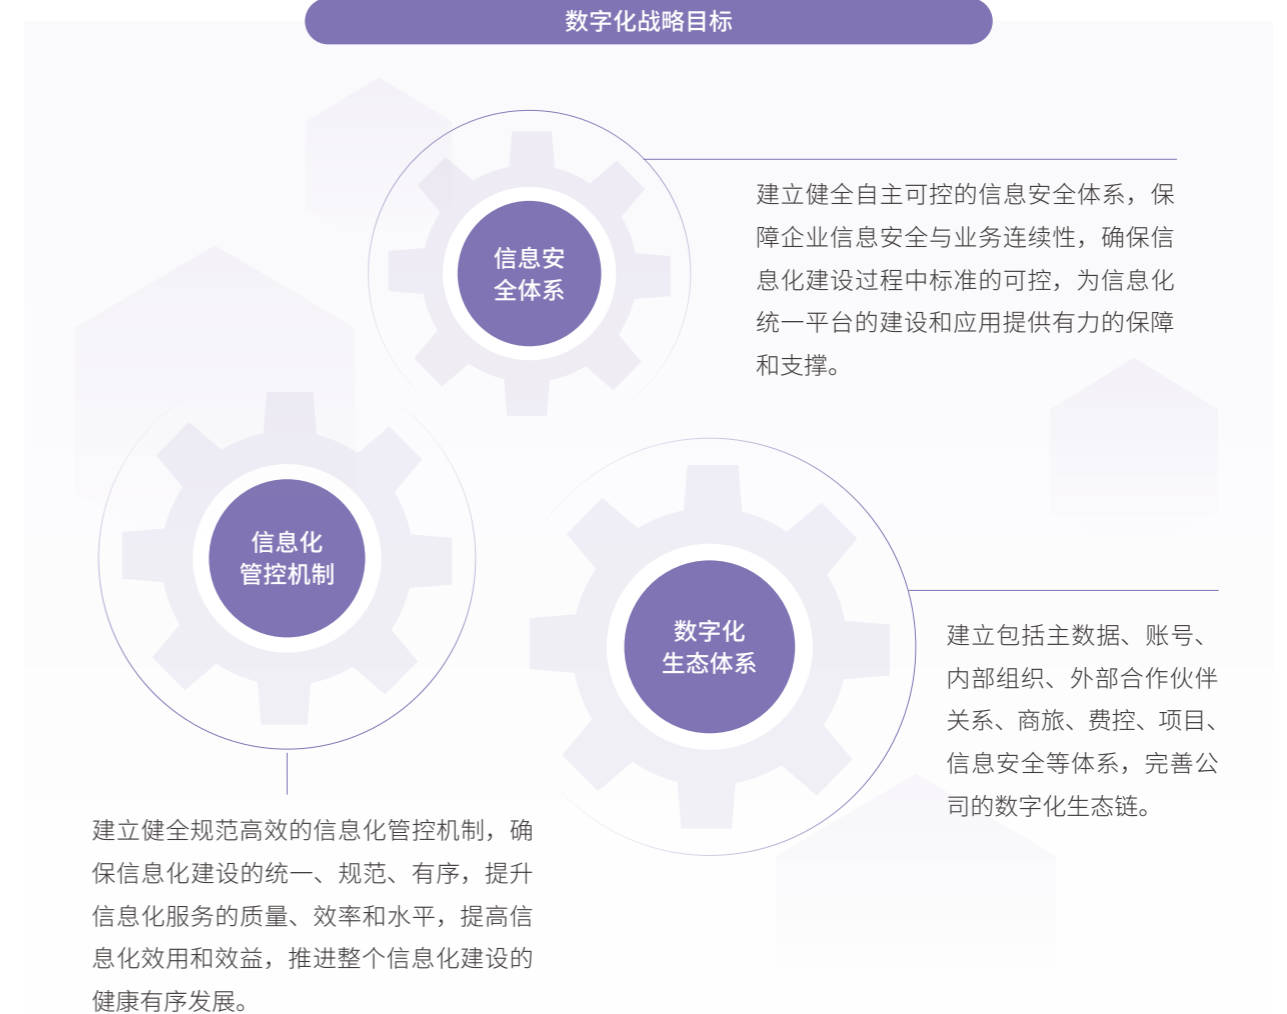 数字化战略目标
信息安
全体系
建立健全自主可控的信息安全体系，保
障企业信息安全与业务连续性，确保信
息化建设过程中标准的可控，为信息化
统一平台的建设和应用提供有力的保障
和支撑。
信息化
管控机制
建立健全规范高效的信息化管控机制，确
保信息化建设的统一、规范、有序，提升
信息化服务的质量、效率和水平，提高信
息化效用和效益，推进整个信息化建设的
健康有序发展。
数字化
生态体系
建立包括主数据、账号、
内部组织、外部合作伙伴
关系、商旅、费控、项目、
信息安全等体系，完善公
司的数字化生态链。